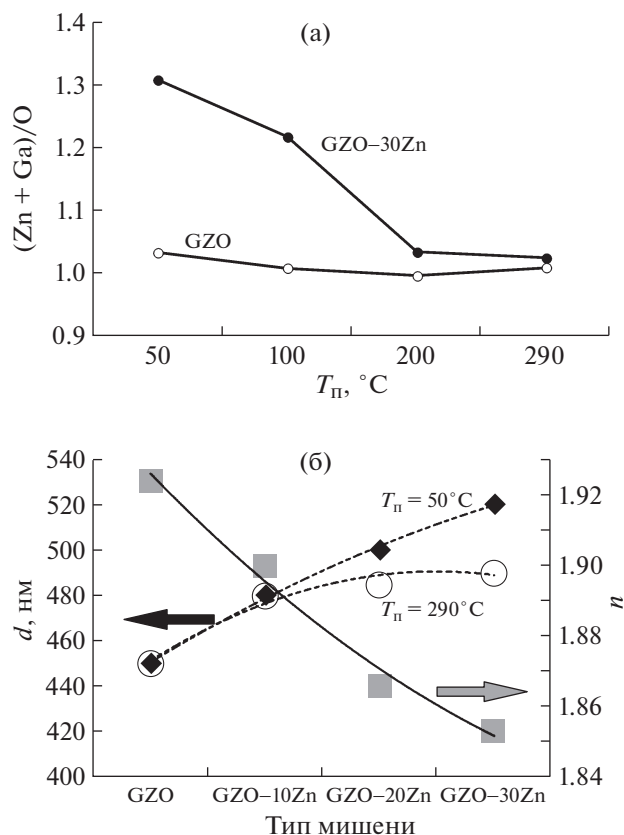 (а)
1.4
1.3
1.2
1.1
1.0
0.9
(Zn + Ga)/O
GZO–30Zn
GZO
50 100 200 290
Tп, °C
(б)
540
520
500
480
460
440
420
400
d, нм
Tп = 50°C
Tп = 290°C
1.92
1.90
1.88
1.86
1.84
n
GZO GZO–10Zn GZO–20Zn GZO–30Zn
Тип мишени